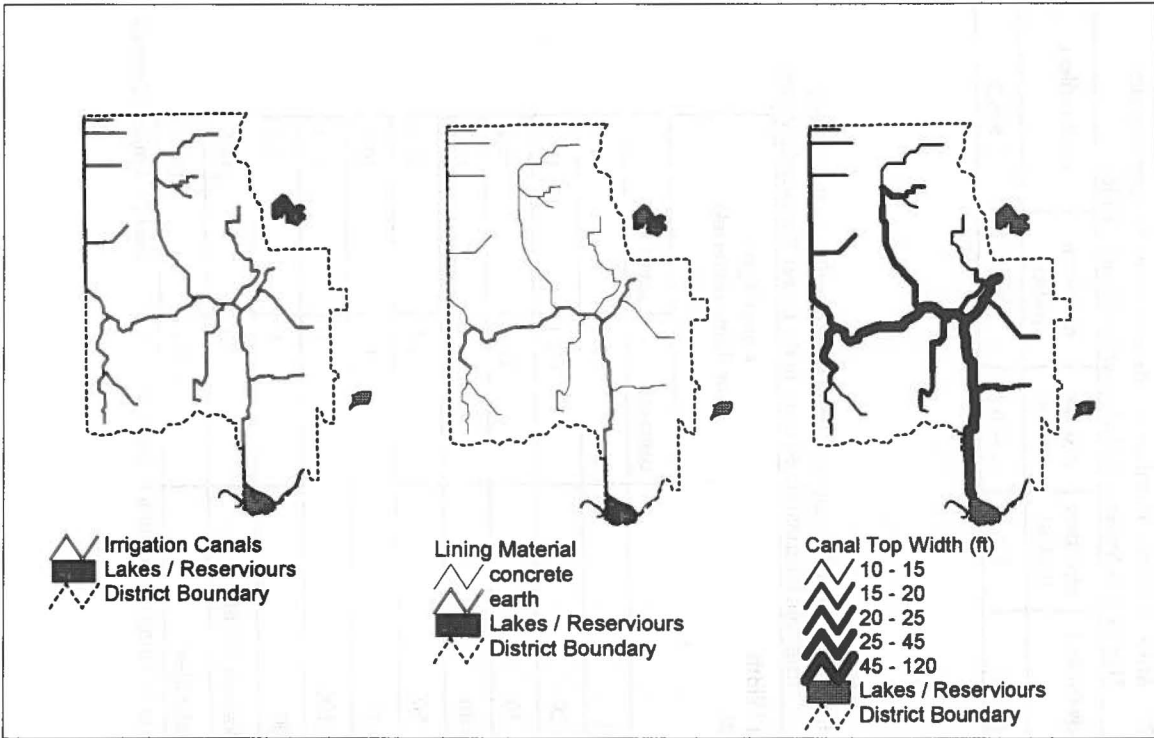 Irrigation Canals
Lakes / Reserviours
District Boundary
Lining Material
concrete
earth
Lakes / Reserviours
District Boundary
Canal Top Width (ft)
10 - 15
15 - 20
20 - 25
25 - 45
45 - 120
Lakes / Reserviours
District Boundary